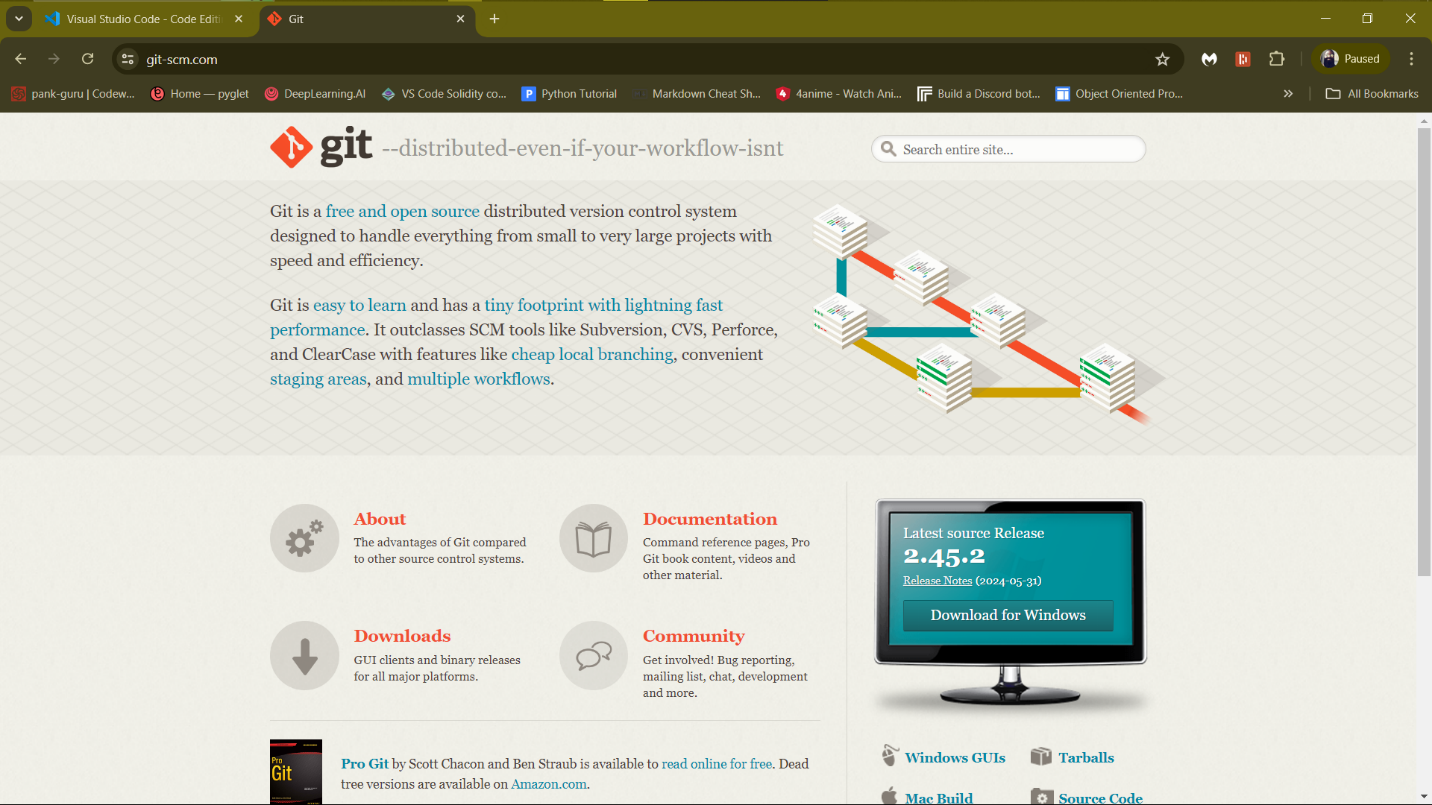 Visual Studio Code - Code Edit
Git
git-scm.com
Paused
pank-guru | Codew...
Home — pyglet
DeepLearning.AI
VS Code Solidity co...
Python Tutorial
Markdown Cheat Sh...
4anime - Watch Ani...
Build a Discord bot...
Object Oriented Pro...
All Bookmarks
git --distributed-even-if-your-workflow-isnt
Search entire site...
Git is a free and open source distributed version control system
designed to handle everything from small to very large projects with
speed and efficiency.
Git is easy to learn and has a tiny footprint with lightning fast
performance. It outclasses SCM tools like Subversion, CVS, Perforce,
and ClearCase with features like cheap local branching, convenient
staging areas, and multiple workflows.
About
The advantages of Git compared
to other source control systems.
Documentation
Command reference pages, Pro
Git book content, videos and
other material.
Downloads
GUI clients and binary releases
for all major platforms.
Community
Get involved! Bug reporting,
mailing list, chat, development
and more.
Latest source Release
2.45.2
Release Notes (2024-05-31)
Download for Windows
Pro
Git
Pro Git by Scott Chacon and Ben Straub is available to read online for free. Dead
tree versions are available on Amazon.com.
Windows GUIs
Tarballs
Mac Build
Source Code